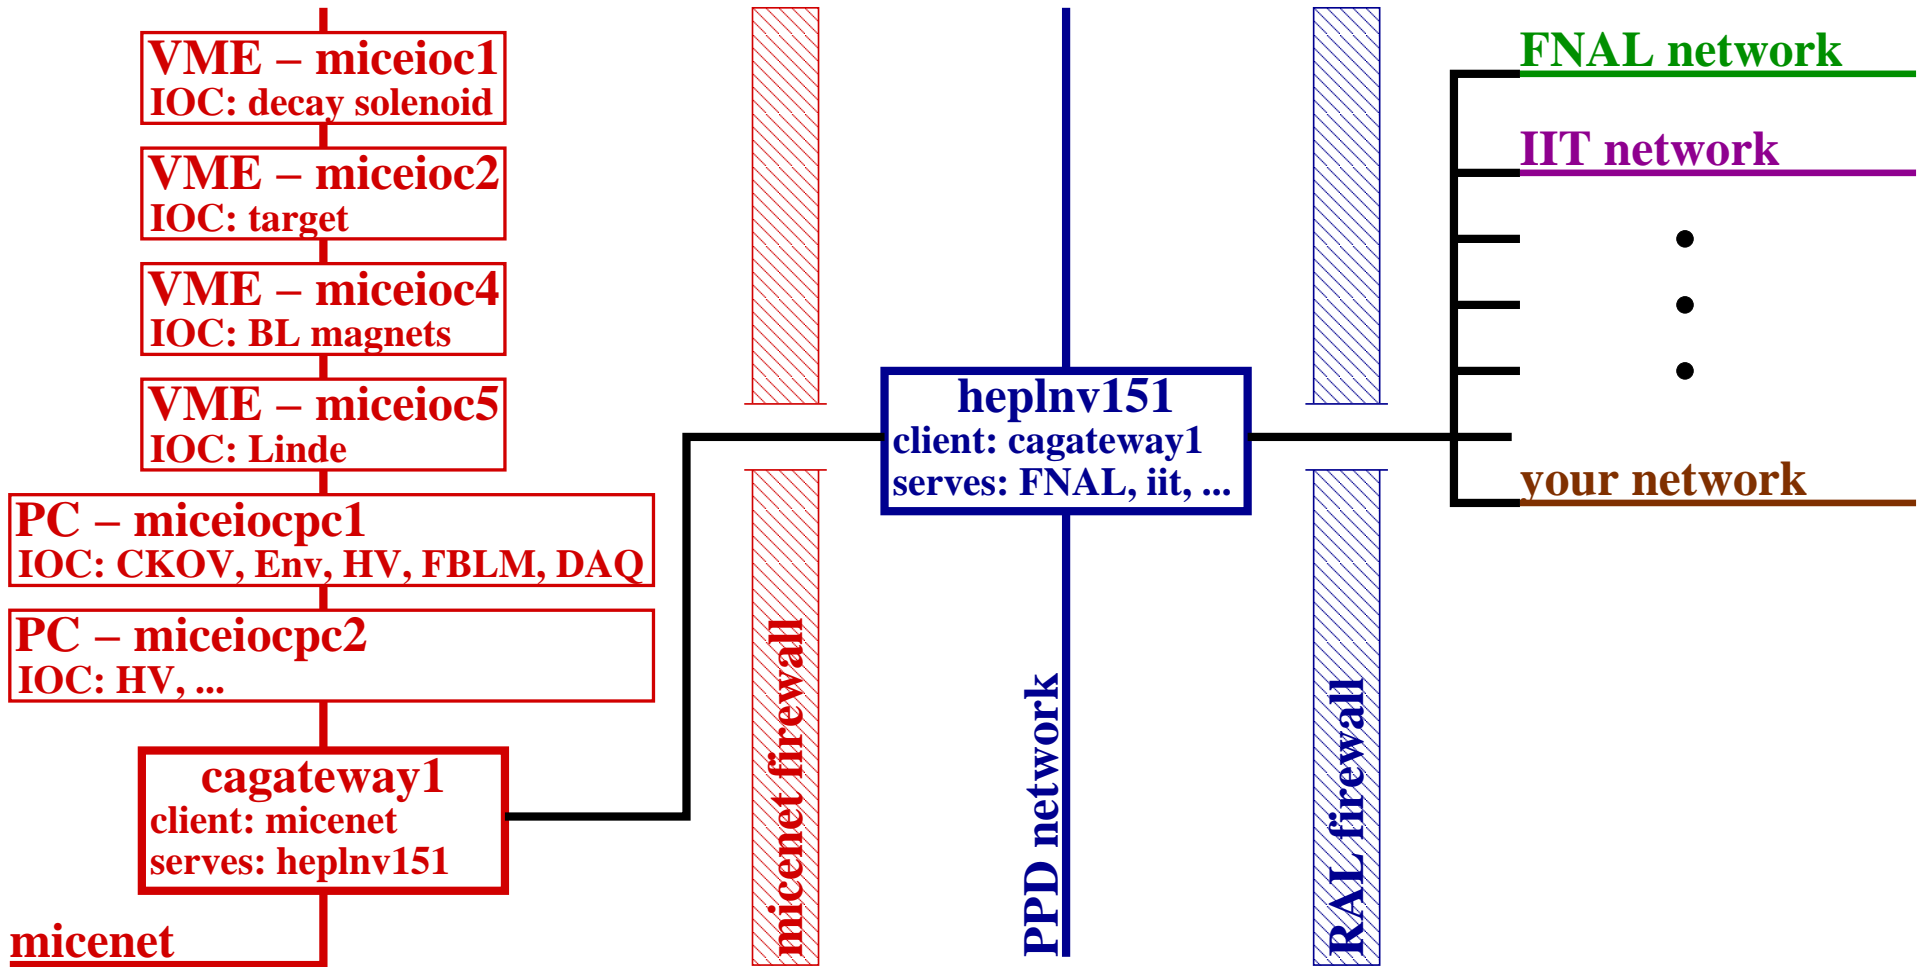 VME – miceioc1
IOC: decay solenoid
VME – miceioc2
IOC: target
VME – miceioc4
IOC: BL magnets
VME – miceioc5
IOC: Linde
PC – miceiocpc1
IOC: CKOV, Env, HV, FBLM, DAQ
PC – miceiocpc2
IOC: HV, ...
cagateway1
client: micenet
serves: heplnv151
micenet
micenet firewall
heplnv151
client: cagateway1
serves: FNAL, iit, ...
PPD network
RAL firewall
FNAL network
IIT network
your network